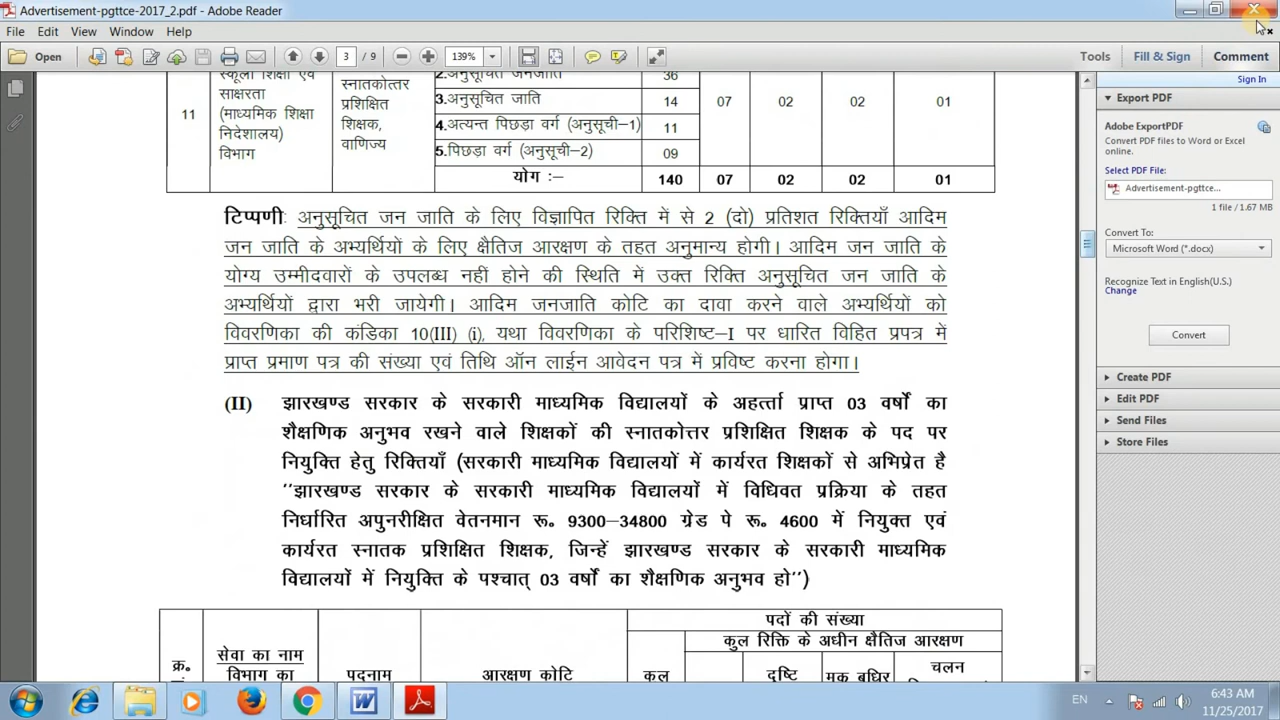 Advertisement-pgttce-2017_2.pdf - Adobe Reader
File Edit View Window Help
Open 3 / 9 139% Tools Fill & Sign Comment
Sign In
Export PDF
Adobe ExportPDF
Convert PDF files to Word or Excel
online.
Select PDF File:
Advertisement-pgttce...
1 file / 1.67 MB
Convert To:
Microsoft Word (*.docx)
Recognize Text in English(U.S.)
Change
Convert
Create PDF
Edit PDF
Send Files
Store Files
11
स्कूली शिक्षा एवं
साक्षरता
(माध्यमिक शिक्षा
निदेशालय)
विभाग
स्नातकोत्तर
प्रशिक्षित
शिक्षक,
वाणिज्य
2.अनुसूचित जनजाति 36
3.अनुसूचित जाति 14 07 02 02 01
4.अत्यन्त पिछड़ा वर्ग (अनुसूची-1) 11
5.पिछड़ा वर्ग (अनुसूची-2) 09
योग :– 140 07 02 02 01
टिप्पणी: अनुसूचित जन जाति के लिए विज्ञापित रिक्ति में से 2 (दो) प्रतिशत रिक्तियाँ आदिम
जन जाति के अभ्यर्थियों के लिए क्षैतिज आरक्षण के तहत अनुमान्य होगी। आदिम जन जाति के
योग्य उम्मीदवारों के उपलब्ध नहीं होने की स्थिति में उक्त रिक्ति अनुसूचित जन जाति के
अभ्यर्थियों द्वारा भरी जायेगी। आदिम जनजाति कोटि का दावा करने वाले अभ्यर्थियों को
विवरणिका की कंडिका 10(III) (i), यथा विवरणिका के परिशिष्ट–I पर धारित विहित प्रपत्र में
प्राप्त प्रमाण पत्र की संख्या एवं तिथि ऑन लाईन आवेदन पत्र में प्रविष्ट करना होगा।
(II) झारखण्ड सरकार के सरकारी माध्यमिक विद्यालयों के अहर्त्ता प्राप्त 03 वर्षों का
शैक्षणिक अनुभव रखने वाले शिक्षकों की स्नातकोत्तर प्रशिक्षित शिक्षक के पद पर
नियुक्ति हेतु रिक्तियाँ (सरकारी माध्यमिक विद्यालयों में कार्यरत शिक्षकों से अभिप्रेत है
''झारखण्ड सरकार के सरकारी माध्यमिक विद्यालयों में विधिवत प्रक्रिया के तहत
निर्धारित अपुनरीक्षित वेतनमान रू० 9300–34800 ग्रेड पे रू० 4600 में नियुक्त एवं
कार्यरत स्नातक प्रशिक्षित शिक्षक, जिन्हें झारखण्ड सरकार के सरकारी माध्यमिक
विद्यालयों में नियुक्ति के पश्चात् 03 वर्षों का शैक्षणिक अनुभव हो'')
पदों की संख्या
कुल रिक्ति के अधीन क्षैतिज आरक्षण
क्र०
सेवा का नाम
विभाग का
पदनाम
आरक्षण कोटि
कुल
दृष्टि
मूक बधिर
चलन
EN
6:43 AM
11/25/2017